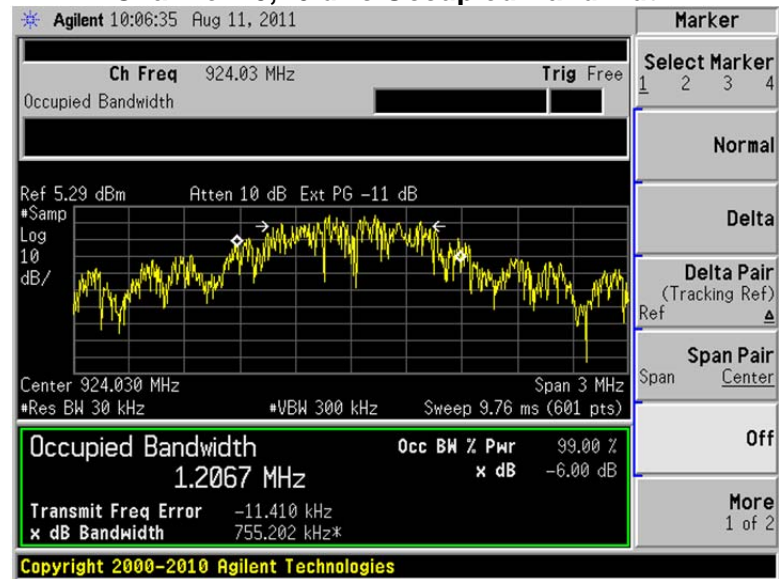 Agilent 10:06:35 Aug 11, 2011
Ch Freq 924.03 MHz Trig Free
Occupied Bandwidth
Ref 5.29 dBm Atten 10 dB Ext PG -11 dB
#Samp
Log
10
dB/
Center 924.030 MHz Span 3 MHz
#Res BW 30 kHz #VBW 300 kHz Sweep 9.76 ms (601 pts)
Occupied Bandwidth Occ BW % Pwr 99.00 %
1.2067 MHz x dB -6.00 dB
Transmit Freq Error -11.410 kHz
x dB Bandwidth 755.202 kHz*
Copyright 2000-2010 Agilent Technologies
Marker
Select Marker
1 2 3 4
Normal
Delta
Delta Pair
(Tracking Ref)
Ref Δ
Span Pair
Span Center
Off
More
1 of 2